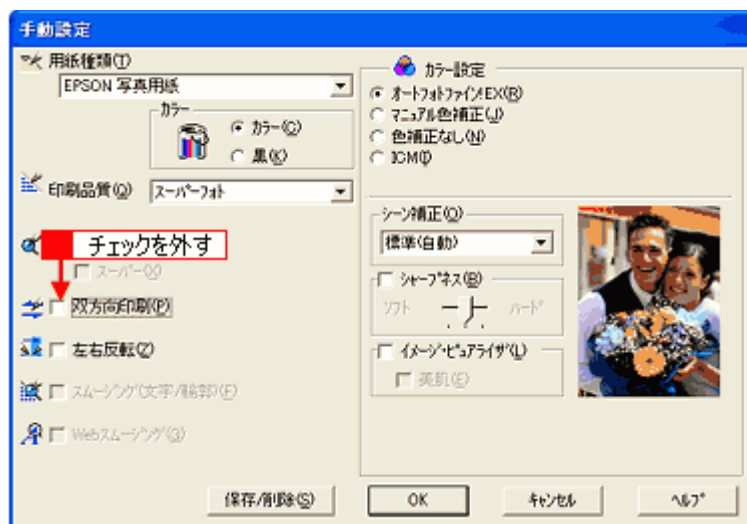 手動設定
用紙種類(T)
EPSON 写真用紙
カラー
カラー(C)
黒(K)
印刷品質(Q)
スーパーフォト
チェックを外す
スーパー(X)
双方向印刷(P)
左右反転(Z)
スムージング(文字/輪郭)(F)
Webスムージング(G)
カラー設定
オートフォトファイン!EX(R)
マニュアル色補正(J)
色補正なし(N)
ICM(I)
シーン補正(O)
標準(自動)
シャープネス(B)
ソフト
ハード
イメージ・ピュアライザ(L)
美肌(E)
保存/削除(S)
OK
キャンセル
ヘルプ